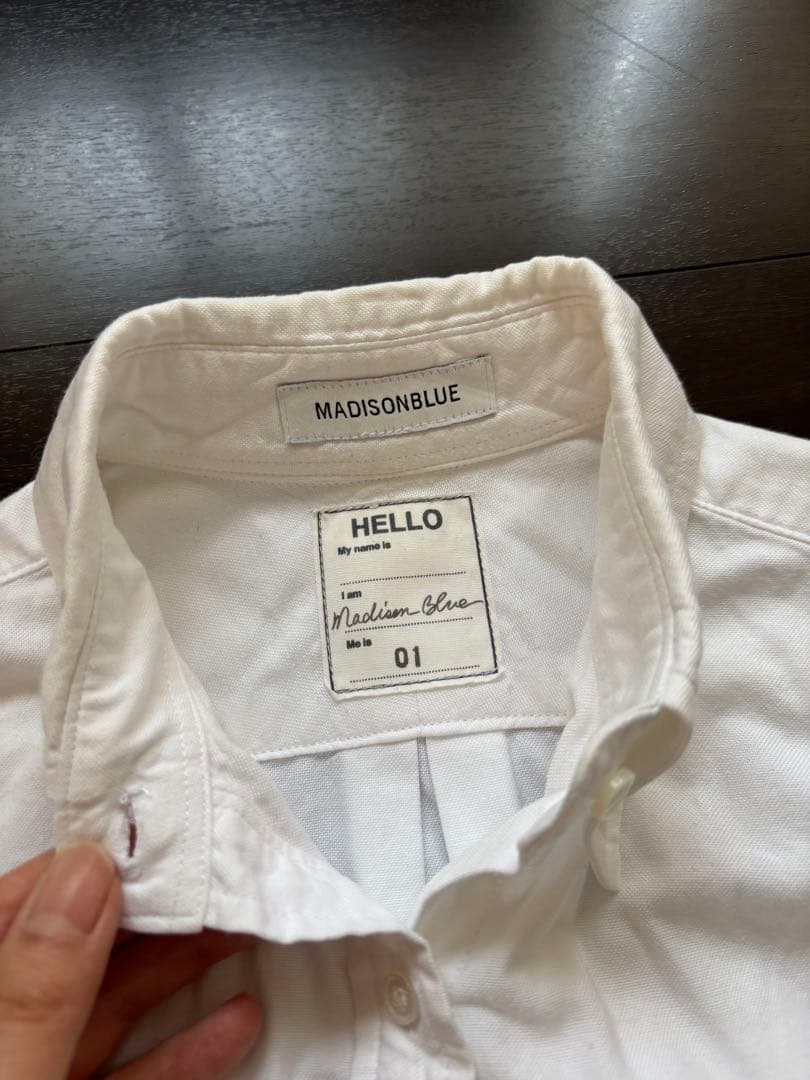 MADISONBLUE
HELLO
My name is
I am
Madison Blue
Me is
01